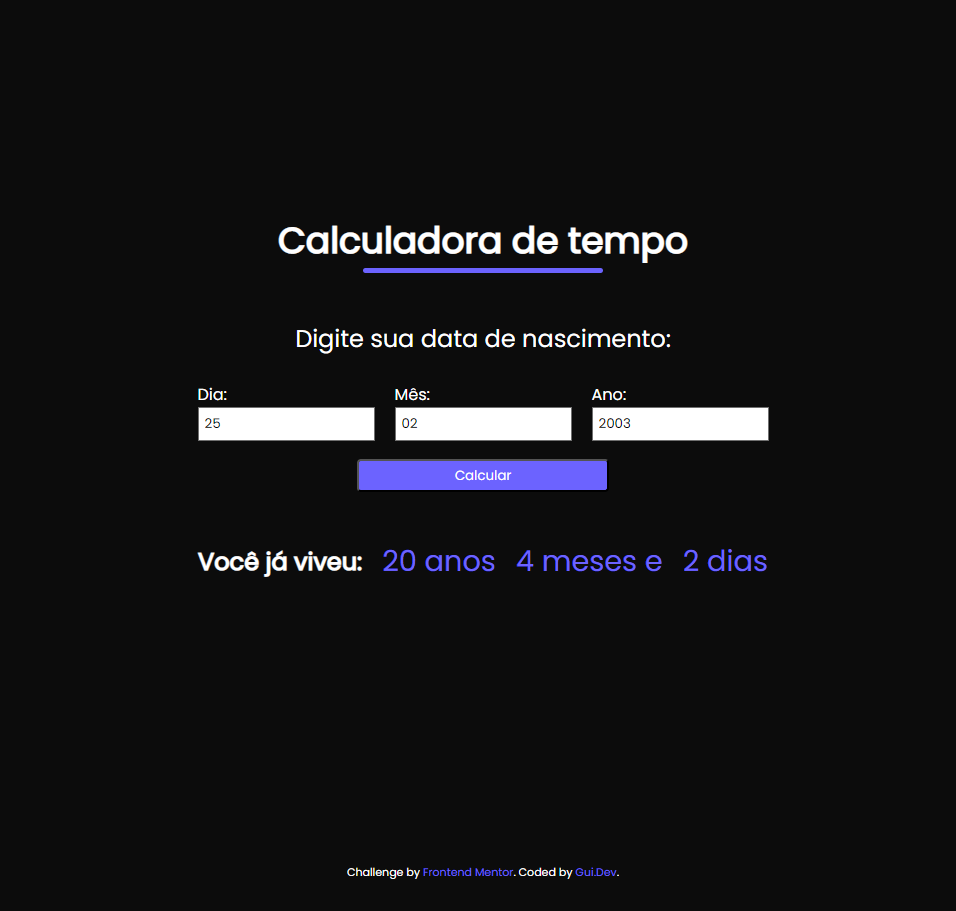 Calculadora de tempo
Digite sua data de nascimento:
Dia: Mês: Ano:
25 02 2003
Calcular
Você já viveu: 20 anos 4 meses e 2 dias
Challenge by Frontend Mentor. Coded by Gui.Dev.